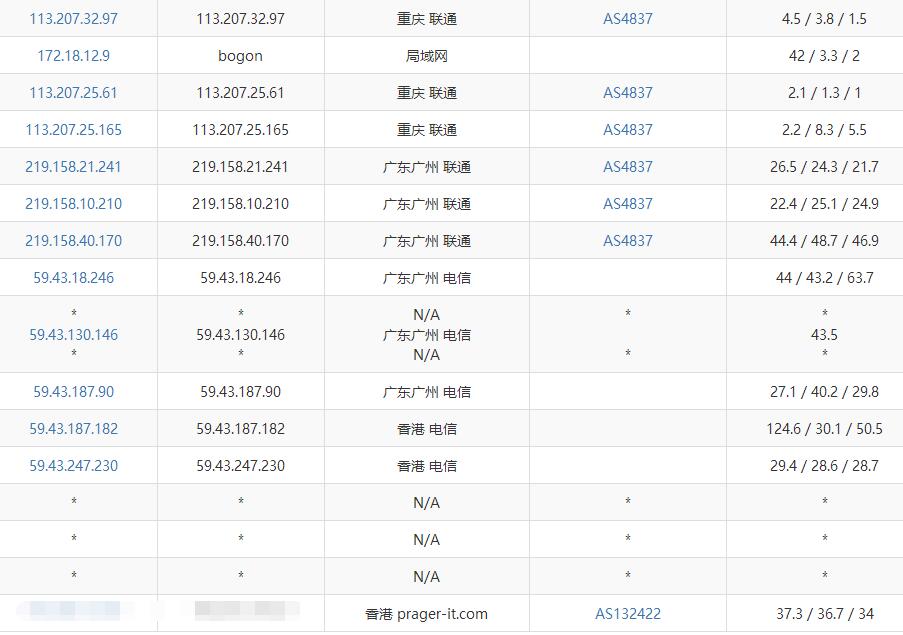 113.207.32.97 113.207.32.97 重庆 联通 AS4837 4.5 / 3.8 / 1.5
172.18.12.9 bogon 局域网 42 / 3.3 / 2
113.207.25.61 113.207.25.61 重庆 联通 AS4837 2.1 / 1.3 / 1
113.207.25.165 113.207.25.165 重庆 联通 AS4837 2.2 / 8.3 / 5.5
219.158.21.241 219.158.21.241 广东广州 联通 AS4837 26.5 / 24.3 / 21.7
219.158.10.210 219.158.10.210 广东广州 联通 AS4837 22.4 / 25.1 / 24.9
219.158.40.170 219.158.40.170 广东广州 联通 AS4837 44.4 / 48.7 / 46.9
59.43.18.246 59.43.18.246 广东广州 电信 44 / 43.2 / 63.7
* * N/A * *
59.43.130.146 59.43.130.146 广东广州 电信 43.5
* * N/A * *
59.43.187.90 59.43.187.90 广东广州 电信 27.1 / 40.2 / 29.8
59.43.187.182 59.43.187.182 香港 电信 124.6 / 30.1 / 50.5
59.43.247.230 59.43.247.230 香港 电信 29.4 / 28.6 / 28.7
* * N/A * *
* * N/A * *
* * N/A * *
香港 prager-it.com AS132422 37.3 / 36.7 / 34